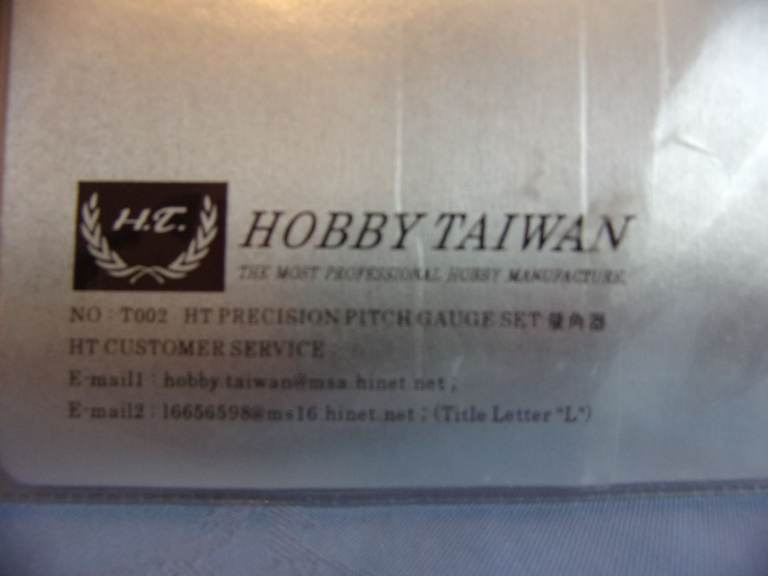 H.T.
HOBBY TAIWAN
THE MOST PROFESSIONAL HOBBY MANUFACTURE.
NO : T002 HT PRECISION PITCH GAUGE SET 量角器
HT CUSTOMER SERVICE
E-mail1 : hobby.taiwan@msa.hinet.net ;
E-mail2 : l6656598@ms16.hinet.net ; (Title Letter "L")